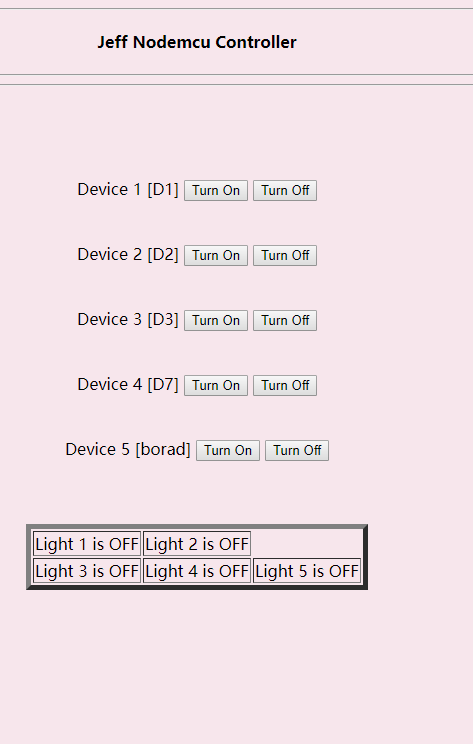 Jeff Nodemcu Controller
Device 1 [D1] Turn On Turn Off
Device 2 [D2] Turn On Turn Off
Device 3 [D3] Turn On Turn Off
Device 4 [D7] Turn On Turn Off
Device 5 [borad] Turn On Turn Off
Light 1 is OFF Light 2 is OFF
Light 3 is OFF Light 4 is OFF Light 5 is OFF